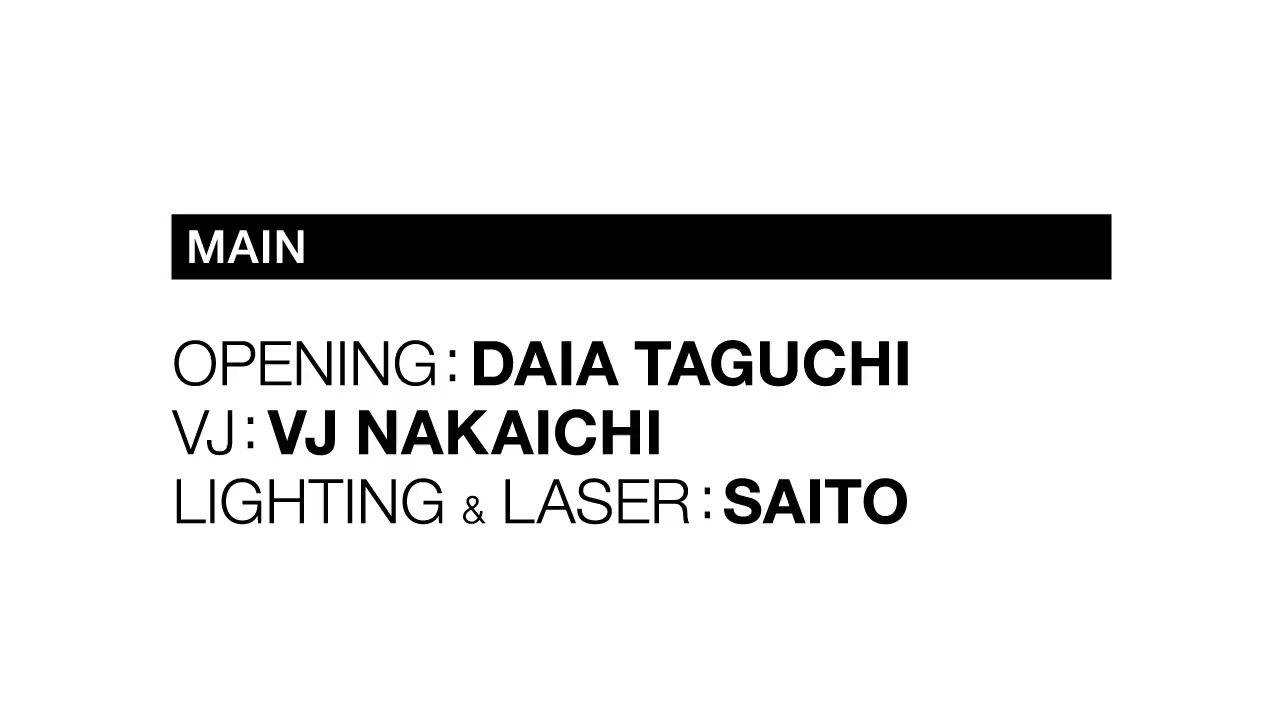 MAIN
OPENING : DAIA TAGUCHI
VJ : VJ NAKAICHI
LIGHTING & LASER : SAITO